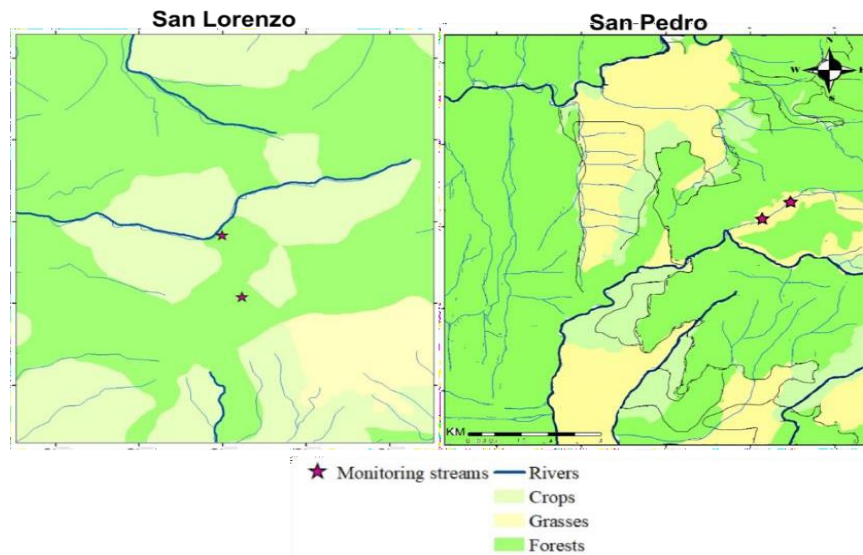 San Lorenzo
San Pedro
N
W
S
KM
Monitoring streams
Rivers
Crops
Grasses
Forests